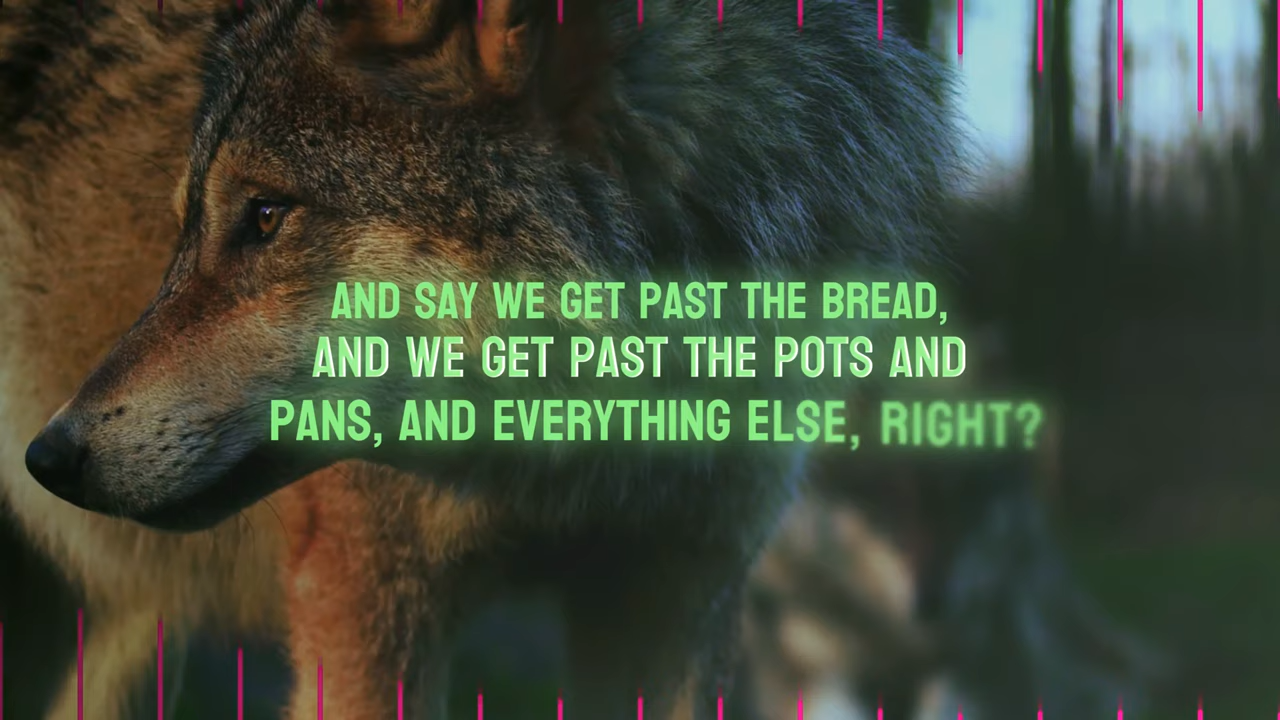 AND SAY WE GET PAST THE BREAD,
AND WE GET PAST THE POTS AND
PANS, AND EVERYTHING ELSE, RIGHT?